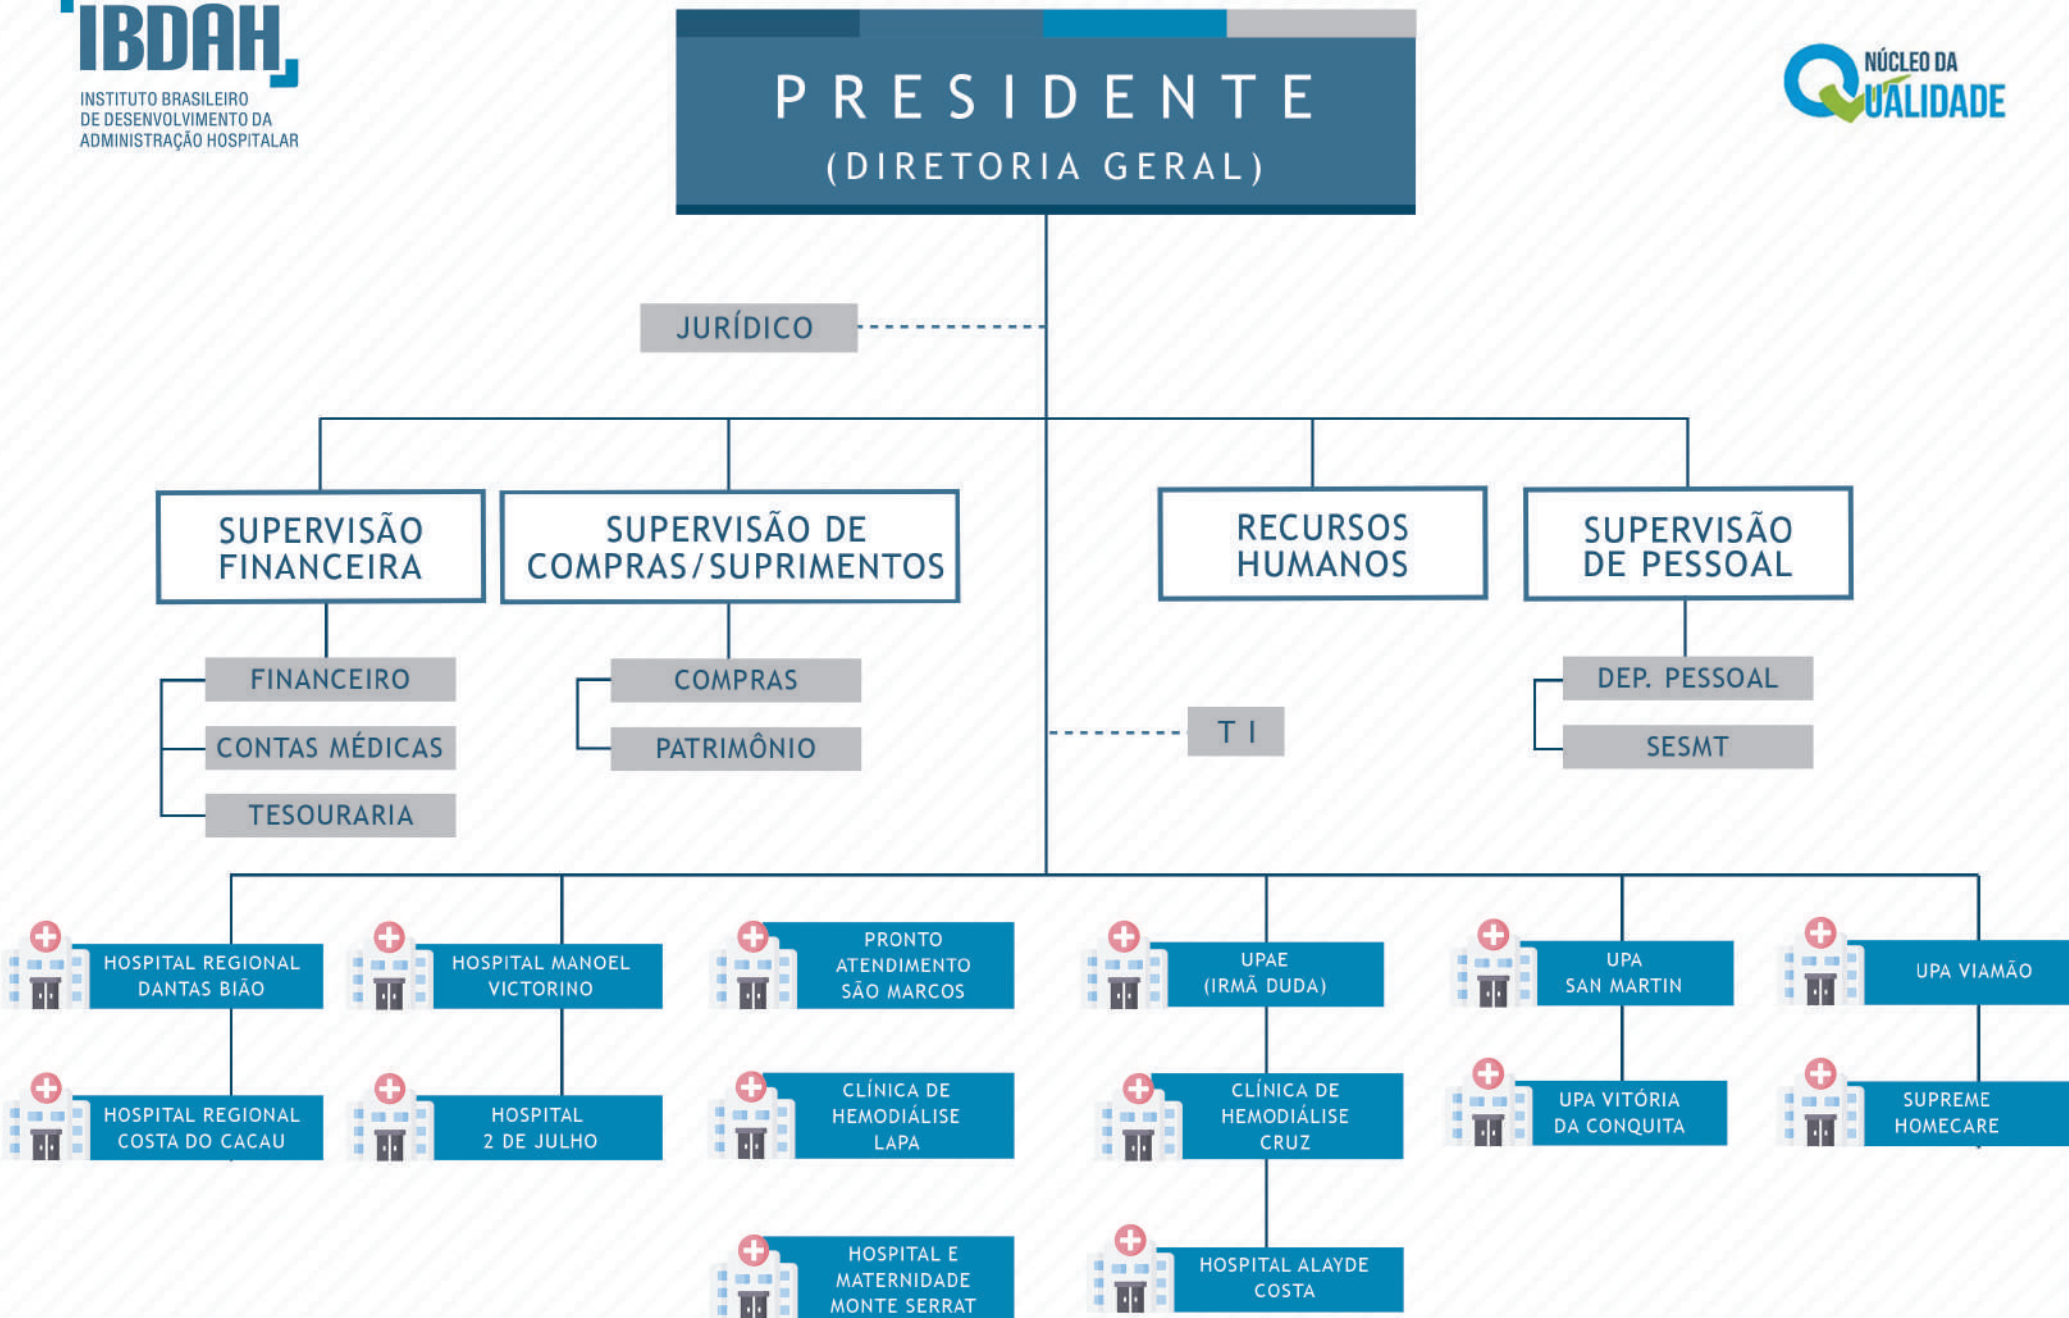 IBDAH
INSTITUTO BRASILEIRO
DE DESENVOLVIMENTO DA
ADMINISTRAÇÃO HOSPITALAR
PRESIDENTE
(DIRETORIA GERAL)
NÚCLEO DA
QUALIDADE
JURÍDICO
SUPERVISÃO
FINANCEIRA
SUPERVISÃO DE
COMPRAS/SUPRIMENTOS
RECURSOS
HUMANOS
SUPERVISÃO
DE PESSOAL
FINANCEIRO
CONTAS MÉDICAS
TESOURARIA
COMPRAS
PATRIMÔNIO
TI
DEP. PESSOAL
SESMT
HOSPITAL REGIONAL
DANTAS BIÃO
HOSPITAL MANOEL
VICTORINO
PRONTO
ATENDIMENTO
SÃO MARCOS
UPAE
(IRMÃ DUDA)
UPA
SAN MARTIN
UPA VIAMÃO
HOSPITAL REGIONAL
COSTA DO CACAU
HOSPITAL
2 DE JULHO
CLÍNICA DE
HEMODIÁLISE
LAPA
CLÍNICA DE
HEMODIÁLISE
CRUZ
UPA VITÓRIA
DA CONQUITA
SUPREME
HOMECARE
HOSPITAL E
MATERNIDADE
MONTE SERRAT
HOSPITAL ALAYDE
COSTA